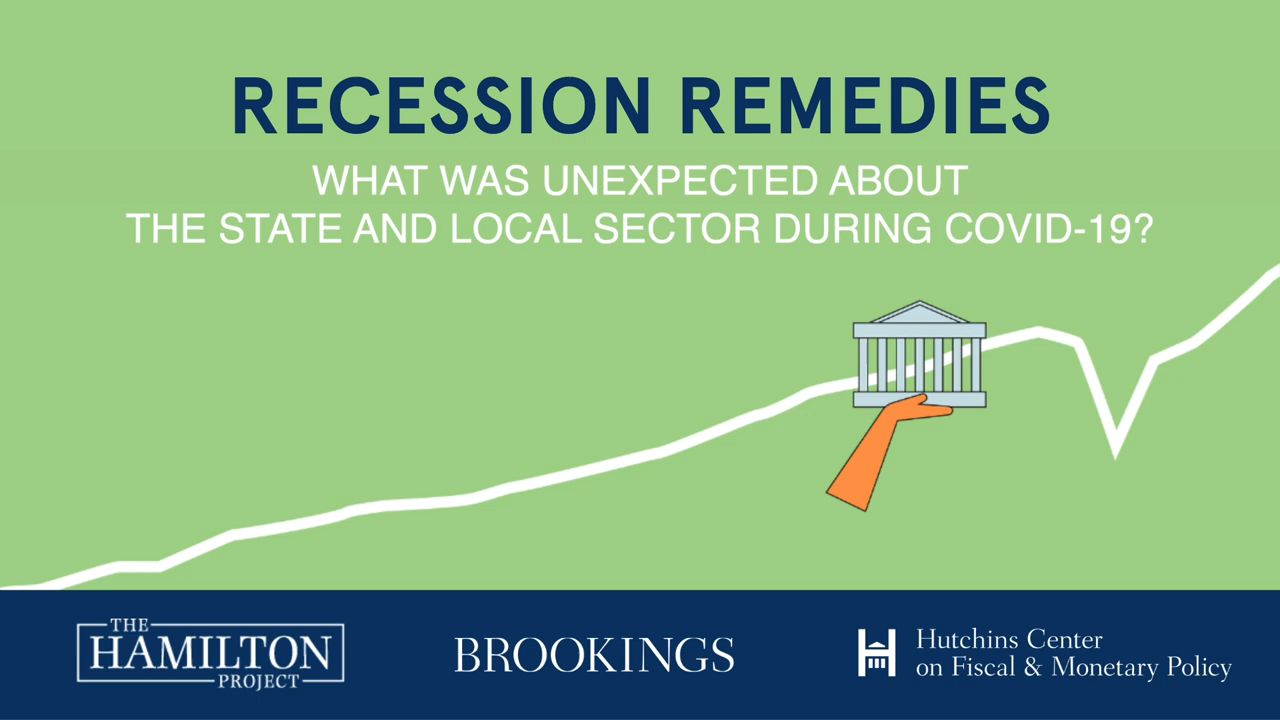 RECESSION REMEDIES
WHAT WAS UNEXPECTED ABOUT
THE STATE AND LOCAL SECTOR DURING COVID-19?
THE
HAMILTON
PROJECT
BROOKINGS
Hutchins Center
on Fiscal & Monetary Policy